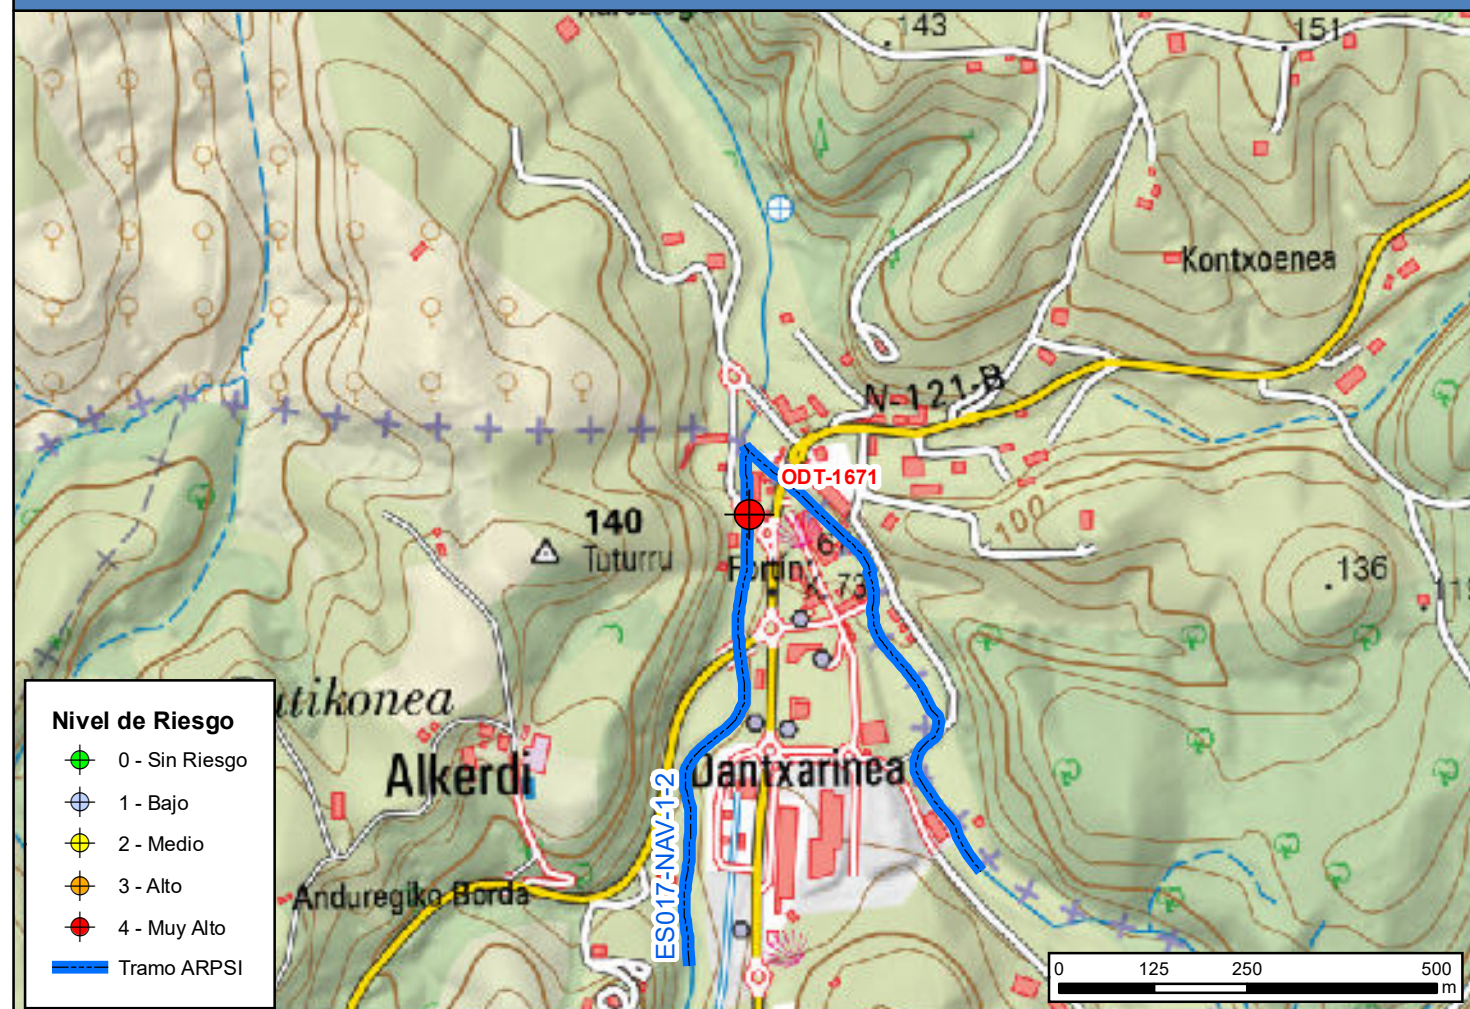 143
151
Kontxoenea
N-121-B
ODT-1671
100
140
Tuturru
136
Alkerdi
Dantxarinea
Anduregiko Borda
ES017-NAV-1-2
Nivel de Riesgo
0 - Sin Riesgo
1 - Bajo
2 - Medio
3 - Alto
4 - Muy Alto
Tramo ARPSI
0 125 250 500
m